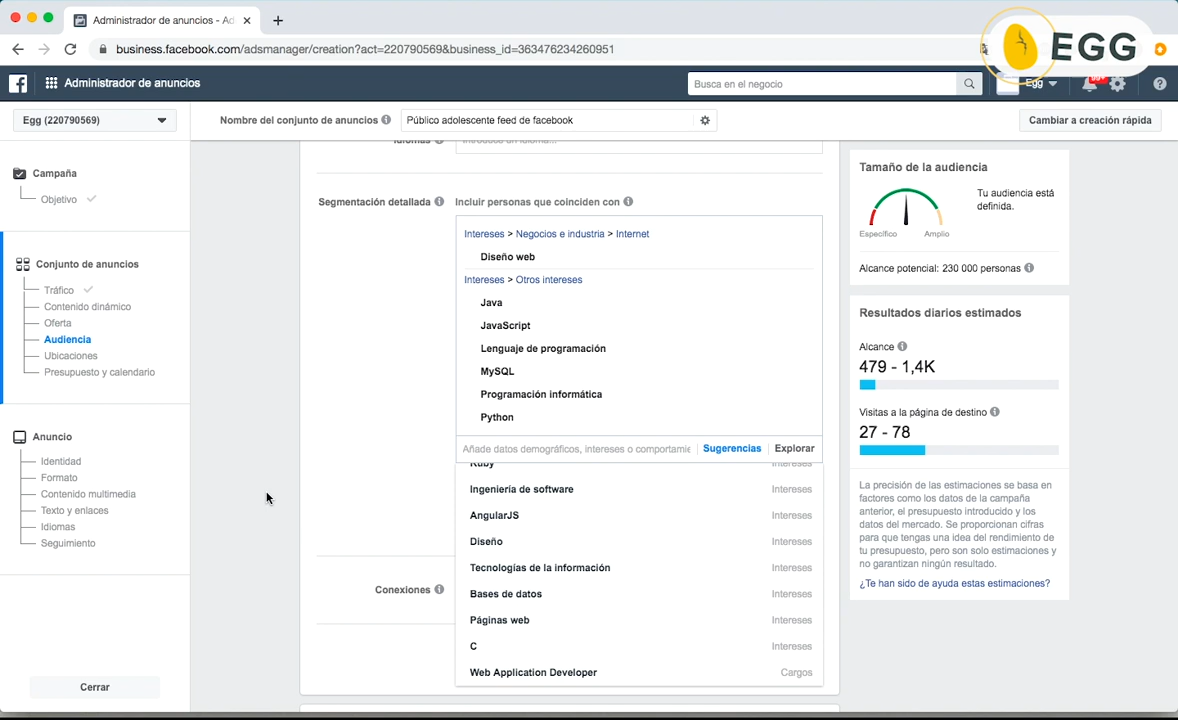 Administrador de anuncios - Ad
business.facebook.com/adsmanager/creation?act=220790569&business_id=363476234260951
EGG
Administrador de anuncios
Busca en el negocio
Egg
99+
Egg (220790569)
Nombre del conjunto de anuncios
Público adolescente feed de facebook
Cambiar a creación rápida
Campaña
Objetivo
Conjunto de anuncios
Tráfico
Contenido dinámico
Oferta
Audiencia
Ubicaciones
Presupuesto y calendario
Anuncio
Identidad
Formato
Contenido multimedia
Texto y enlaces
Idiomas
Seguimiento
Cerrar
Idiomas
Introduce un idioma...
Segmentación detallada
Incluir personas que coinciden con
Intereses > Negocios e industria > Internet
Diseño web
Intereses > Otros intereses
Java
JavaScript
Lenguaje de programación
MySQL
Programación informática
Python
Añade datos demográficos, intereses o comportamie
Sugerencias
Explorar
Ruby Intereses
Ingeniería de software Intereses
AngularJS Intereses
Diseño Intereses
Tecnologías de la información Intereses
Bases de datos Intereses
Páginas web Intereses
C Intereses
Web Application Developer Cargos
Conexiones
Tamaño de la audiencia
Tu audiencia está
definida.
Específico
Amplio
Alcance potencial: 230 000 personas
Resultados diarios estimados
Alcance
479 - 1,4K
Visitas a la página de destino
27 - 78
La precisión de las estimaciones se basa en
factores como los datos de la campaña
anterior, el presupuesto introducido y los
datos del mercado. Se proporcionan cifras
para que tengas una idea del rendimiento de
tu presupuesto, pero son solo estimaciones y
no garantizan ningún resultado.
¿Te han sido de ayuda estas estimaciones?